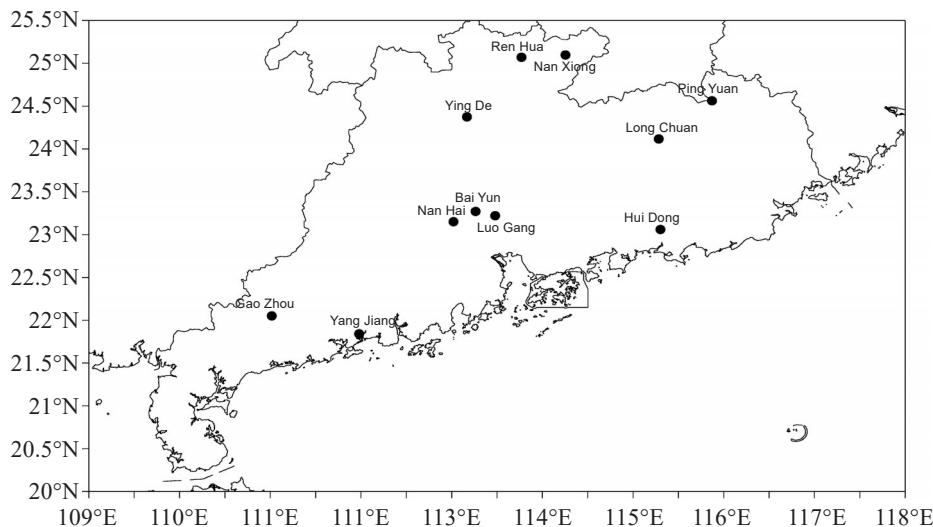 25.5°N
Ren Hua
25°N
Nan Xiong
Ping Yuan
24.5°N
Ying De
Long Chuan
24°N
23.5°N
Bai Yun
Nan Hai
Hui Dong
Luo Gang
23°N
22.5°N
Gao Zhou
22°N
Yang Jiang
21.5°N
21°N
20.5°N
20°N
109°E 110°E 111°E 111°E 113°E 114°E 115°E 116°E 117°E 118°E